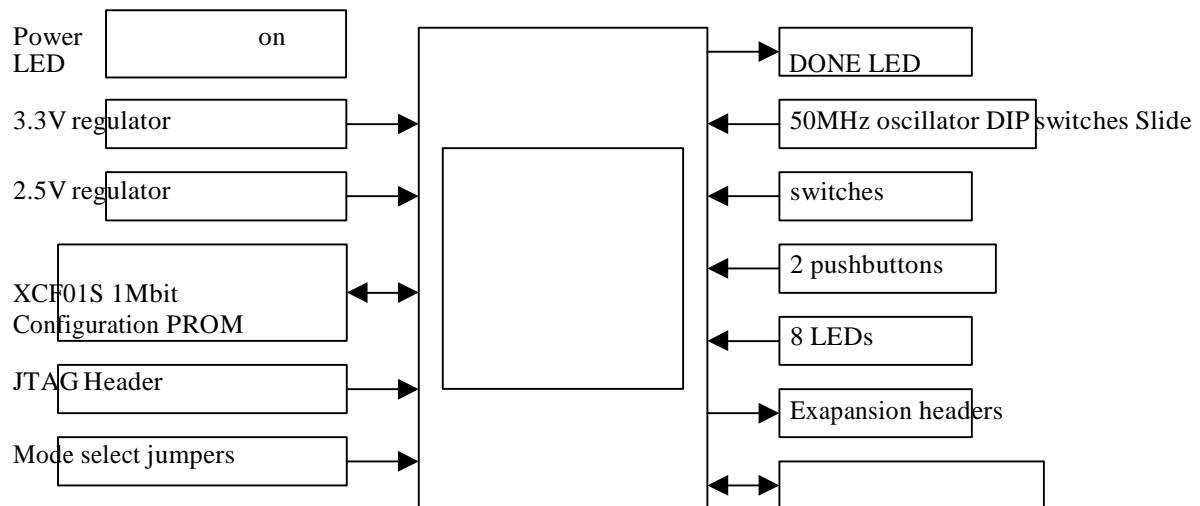 Power on
LED
3.3V regulator
2.5V regulator
XCF01S 1Mbit
Configuration PROM
JTAG Header
Mode select jumpers
DONE LED
50MHz oscillator DIP switches Slide
switches
2 pushbuttons
8 LEDs
Exapansion headers